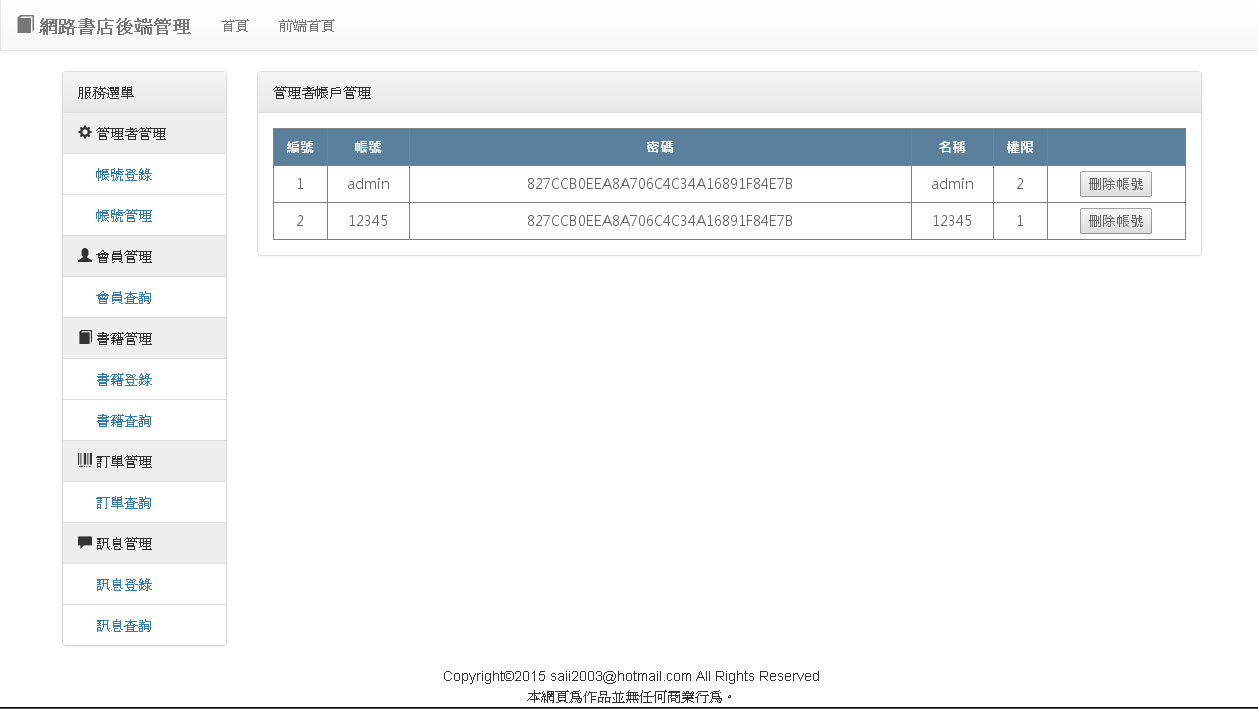 網路書店後端管理 首頁 前端首頁
服務選單
管理者管理
帳號登錄
帳號管理
會員管理
會員查詢
書籍管理
書籍登錄
書籍查詢
訂單管理
訂單查詢
訊息管理
訊息登錄
訊息查詢
管理者帳戶管理
編號 帳號 密碼 名稱 權限
1 admin 827CCB0EEA8A706C4C34A16891F84E7B admin 2 刪除帳號
2 12345 827CCB0EEA8A706C4C34A16891F84E7B 12345 1 刪除帳號
Copyright©2015 saii2003@hotmail.com All Rights Reserved
本網頁為作品並無任何商業行為。